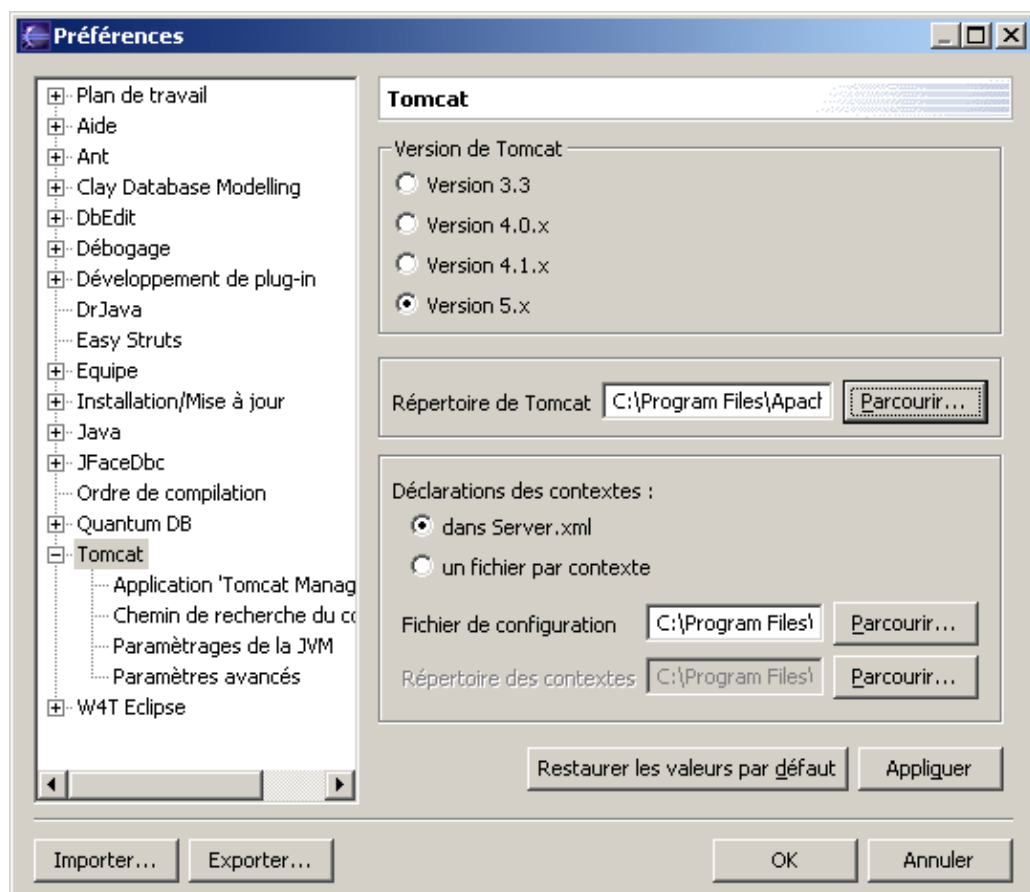 Préférences
Plan de travail
Aide
Ant
Clay Database Modelling
DbEdit
Débogage
Développement de plug-in
DrJava
Easy Struts
Equipe
Installation/Mise à jour
Java
JFaceDbc
Ordre de compilation
Quantum DB
Tomcat
Application 'Tomcat Manag
Chemin de recherche du co
Paramètrages de la JVM
Paramètres avancés
W4T Eclipse
Tomcat
Version de Tomcat
Version 3.3
Version 4.0.x
Version 4.1.x
Version 5.x
Répertoire de Tomcat C:\Program Files\Apach Parcourir...
Déclarations des contextes :
dans Server.xml
un fichier par contexte
Fichier de configuration C:\Program Files\ Parcourir...
Répertoire des contextes C:\Program Files\ Parcourir...
Restaurer les valeurs par défaut Appliquer
Importer... Exporter... OK Annuler